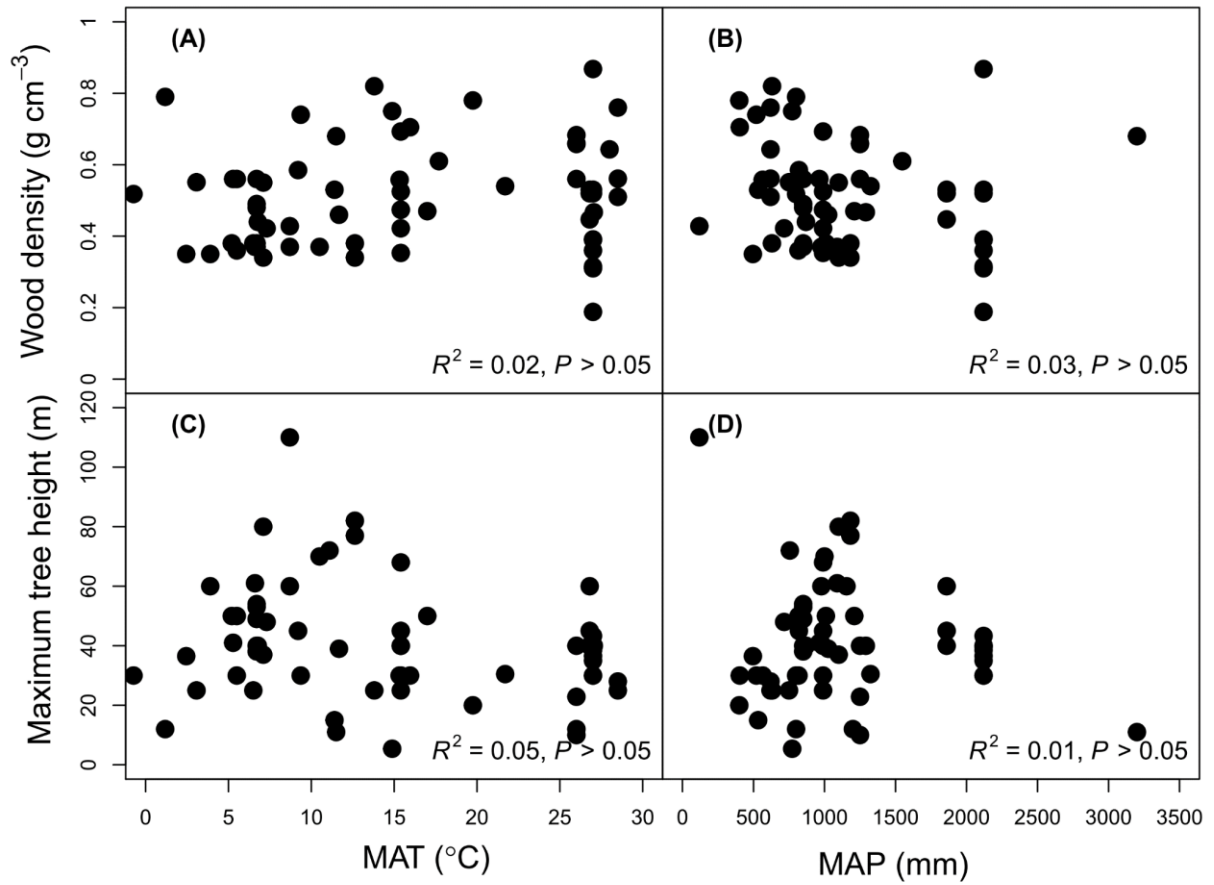 (A)
(B)
Wood density (g cm⁻³)
1
0.8
0.6
0.4
0.2
0
R² = 0.02, P > 0.05
R² = 0.03, P > 0.05
(C)
(D)
Maximum tree height (m)
120
100
80
60
40
20
0
R² = 0.05, P > 0.05
R² = 0.01, P > 0.05
0 5 10 15 20 25 30
0 500 1000 1500 2000 2500 3000 3500
MAT (°C)
MAP (mm)